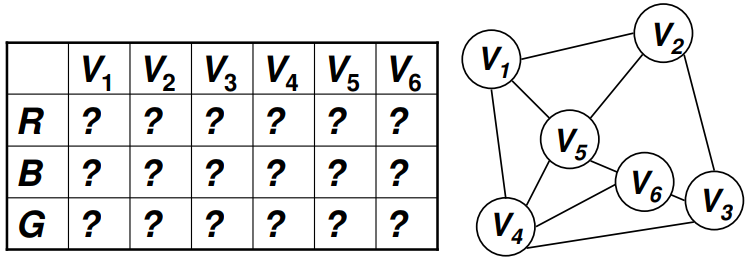 V1 V2 V3 V4 V5 V6
R ? ? ? ? ? ?
B ? ? ? ? ? ?
G ? ? ? ? ? ?
V1
V2
V5
V6
V3
V4